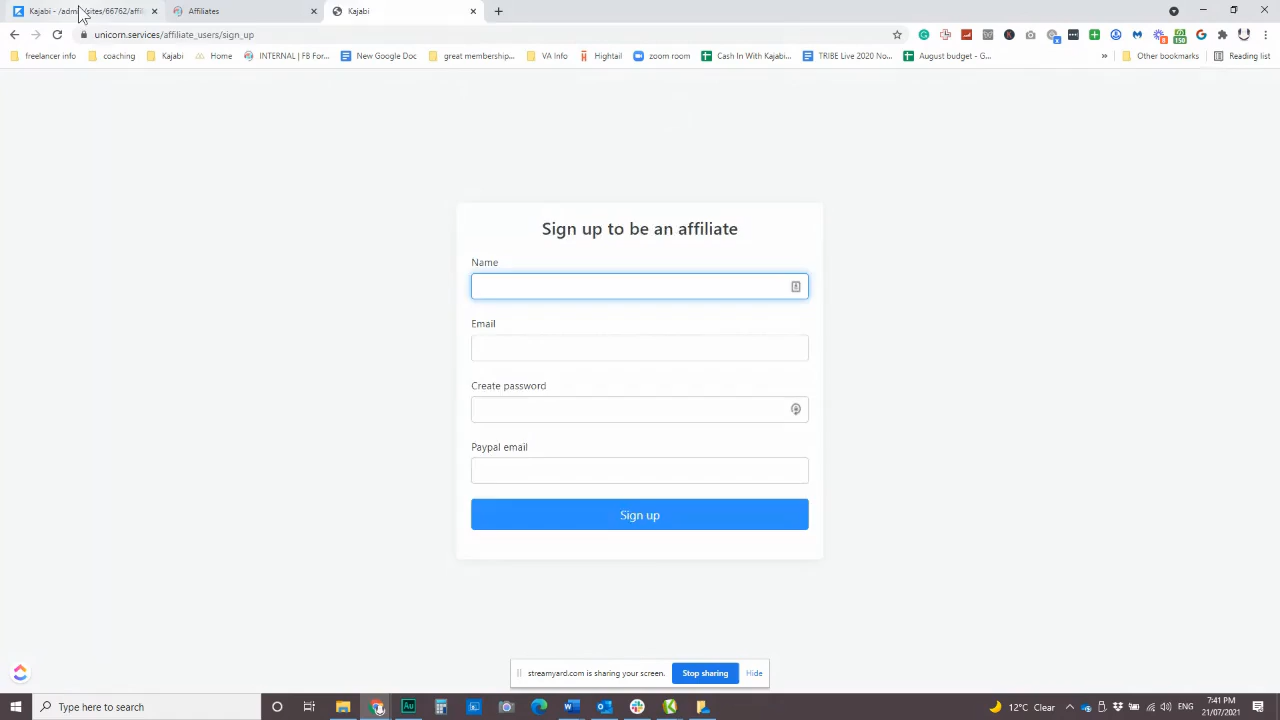 Kajabi - /admin/sites/66762/affil
Affiliates
Kajabi
unicorn.services/affiliate_users/sign_up
freelancer info
coaching
Kajabi
Home
INTERNAL | FB For...
New Google Doc
great membership...
VA Info
Hightail
zoom room
Cash In With Kajabi...
TRIBE Live 2020 No...
August budget - G...
»
Other bookmarks
Reading list
Sign up to be an affiliate
Name
Email
Create password
Paypal email
Sign up
streamyard.com is sharing your screen.
Stop sharing
Hide
Type here to search
12°C Clear
ENG
7:41 PM
21/07/2021